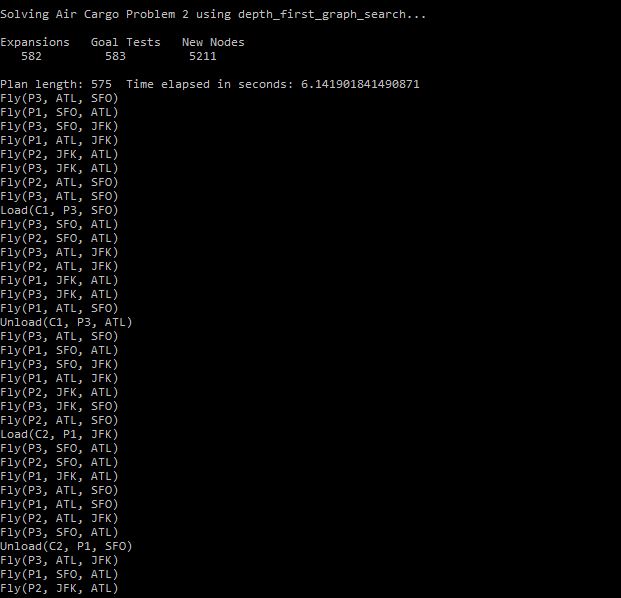 Solving Air Cargo Problem 2 using depth_first_graph_search...
Expansions   Goal Tests   New Nodes
582         583         5211
Plan length: 575  Time elapsed in seconds: 6.141901841490871
Fly(P3, ATL, SFO)
Fly(P1, SFO, ATL)
Fly(P3, SFO, JFK)
Fly(P1, ATL, JFK)
Fly(P2, JFK, ATL)
Fly(P3, JFK, ATL)
Fly(P2, ATL, SFO)
Fly(P3, ATL, SFO)
Load(C1, P3, SFO)
Fly(P3, SFO, ATL)
Fly(P2, SFO, ATL)
Fly(P3, ATL, JFK)
Fly(P2, ATL, JFK)
Fly(P1, JFK, ATL)
Fly(P3, JFK, ATL)
Fly(P1, ATL, SFO)
Unload(C1, P3, ATL)
Fly(P3, ATL, SFO)
Fly(P1, SFO, ATL)
Fly(P3, SFO, JFK)
Fly(P1, ATL, JFK)
Fly(P2, JFK, ATL)
Fly(P3, JFK, SFO)
Fly(P2, ATL, SFO)
Load(C2, P1, JFK)
Fly(P3, SFO, ATL)
Fly(P2, SFO, ATL)
Fly(P1, JFK, ATL)
Fly(P3, ATL, SFO)
Fly(P1, ATL, SFO)
Fly(P2, ATL, JFK)
Fly(P3, SFO, ATL)
Unload(C2, P1, SFO)
Fly(P3, ATL, JFK)
Fly(P1, SFO, ATL)
Fly(P2, JFK, ATL)